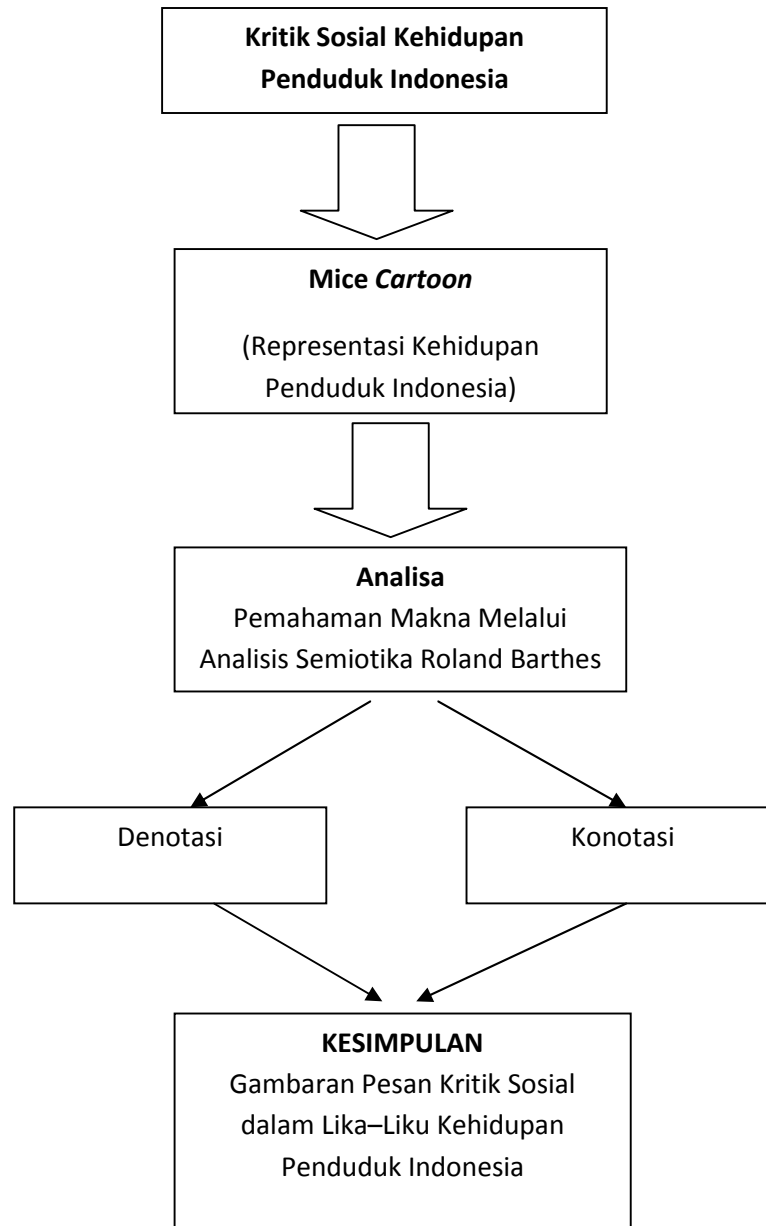 Kritik Sosial Kehidupan
Penduduk Indonesia
Mice Cartoon
(Representasi Kehidupan
Penduduk Indonesia)
Analisa
Pemahaman Makna Melalui
Analisis Semiotika Roland Barthes
Denotasi
Konotasi
KESIMPULAN
Gambaran Pesan Kritik Sosial
dalam Lika–Liku Kehidupan
Penduduk Indonesia